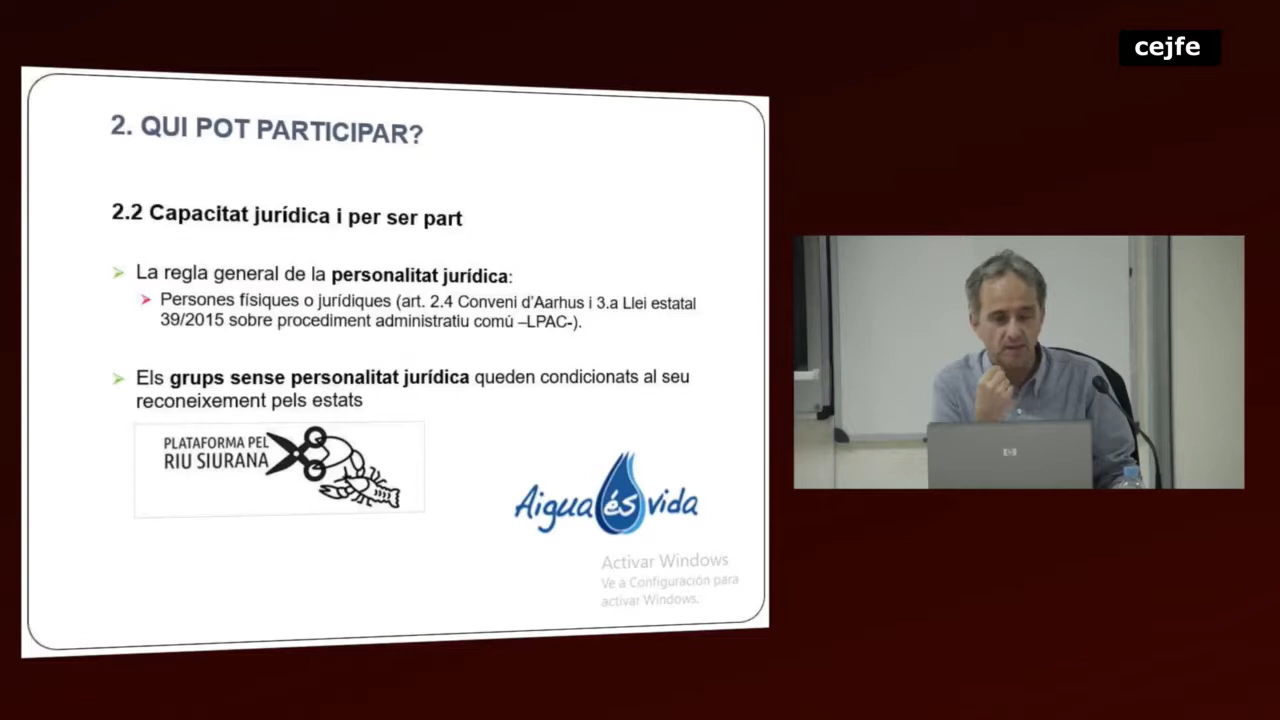 cejfe
2. QUI POT PARTICIPAR?
2.2 Capacitat jurídica i per ser part
La regla general de la personalitat jurídica:
Persones físiques o jurídiques (art. 2.4 Conveni d'Aarhus i 3.a Llei estatal
39/2015 sobre procediment administratiu comú –LPAC-).
Els grups sense personalitat jurídica queden condicionats al seu
reconeixement pels estats
PLATAFORMA PEL
RIU SIURANA
Aigua és vida
Activar Windows
Ve a Configuración para
activar Windows.
hp